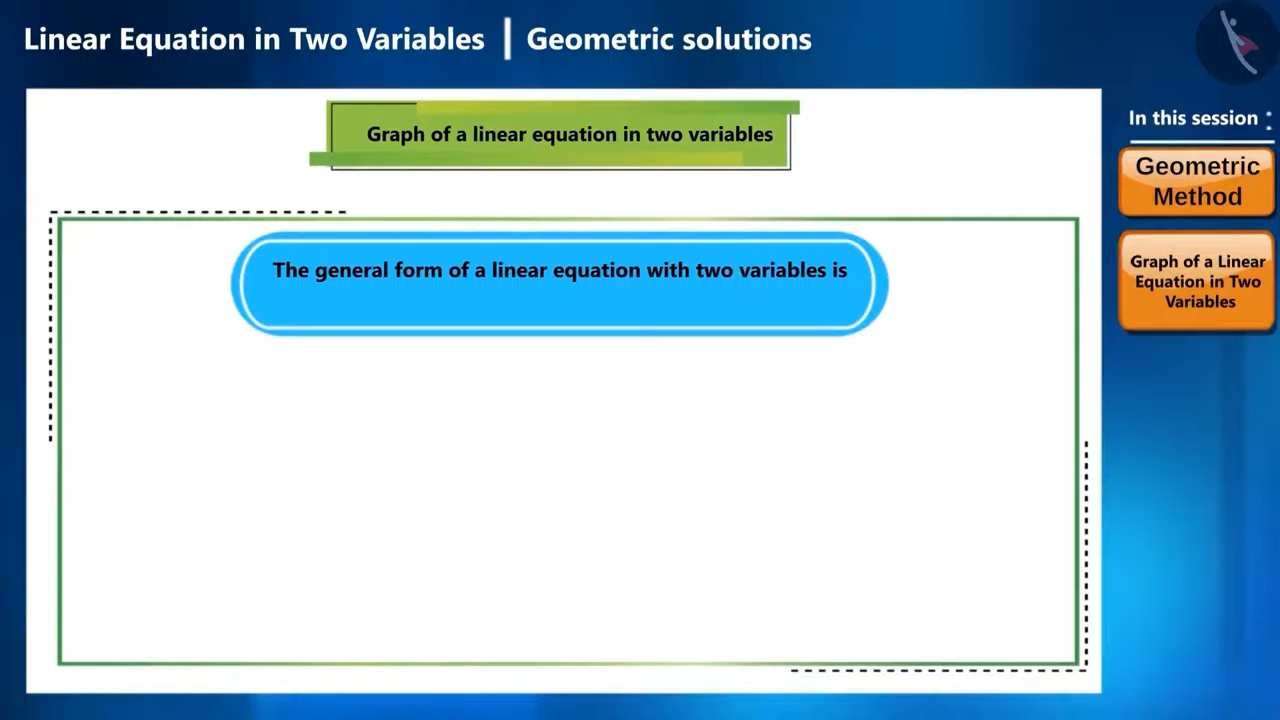 Linear Equation in Two Variables | Geometric solutions
In this session :
Graph of a linear equation in two variables
Geometric
Method
The general form of a linear equation with two variables is
Graph of a Linear
Equation in Two
Variables